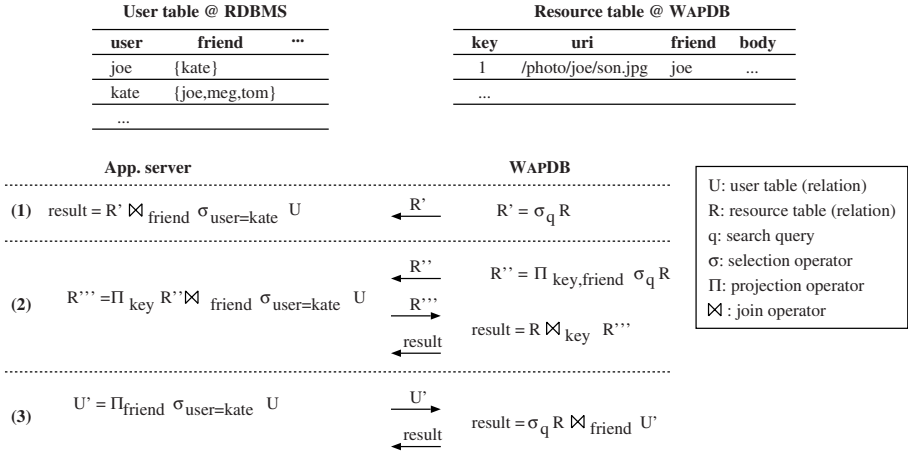 User table @ RDBMS
user friend ...
joe {kate}
kate {joe,meg,tom}
...
Resource table @ WAPDB
key uri friend body
1 /photo/joe/son.jpg joe ...
...
App. server WAPDB
(1) result = R' ⋈ friend σ user=kate U R' R' = σ q R
(2) R''' =Π key R''⋈ friend σ user=kate U
R'' R'' = Π key,friend σ q R
R'''
result = R ⋈ key R'''
result
(3) U' = Π friend σ user=kate U U'
result = σ q R ⋈ friend U'
result
U: user table (relation)
R: resource table (relation)
q: search query
σ: selection operator
Π: projection operator
⋈ : join operator